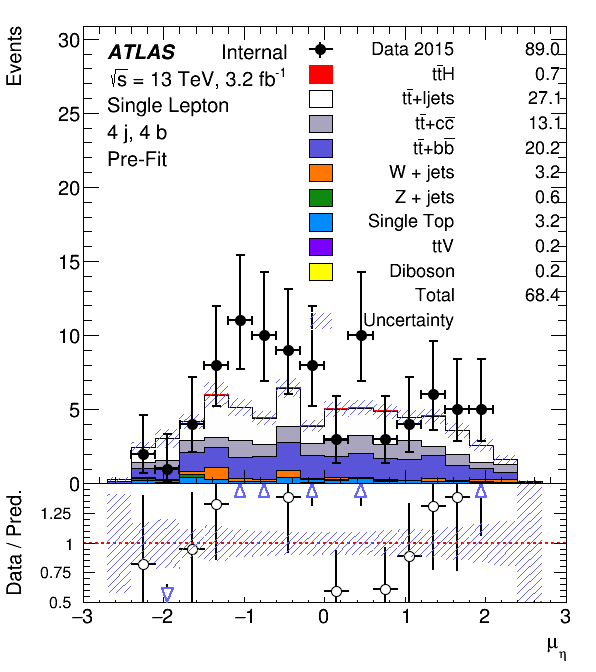 Events
30
25
20
15
10
5
0
ATLAS Internal
√s = 13 TeV, 3.2 fb⁻¹
Single Lepton
4 j, 4 b
Pre-Fit
Data 2015 89.0
tt̄H 0.7
tt̄+ljets 27.1
tt̄+cc̄ 13.1
tt̄+bb̄ 20.2
W + jets 3.2
Z + jets 0.6
Single Top 3.2
ttV 0.2
Diboson 0.2
Total 68.4
Uncertainty
Data / Pred.
1.25
1
0.75
0.5
−3 −2 −1 0 1 2 3
μη